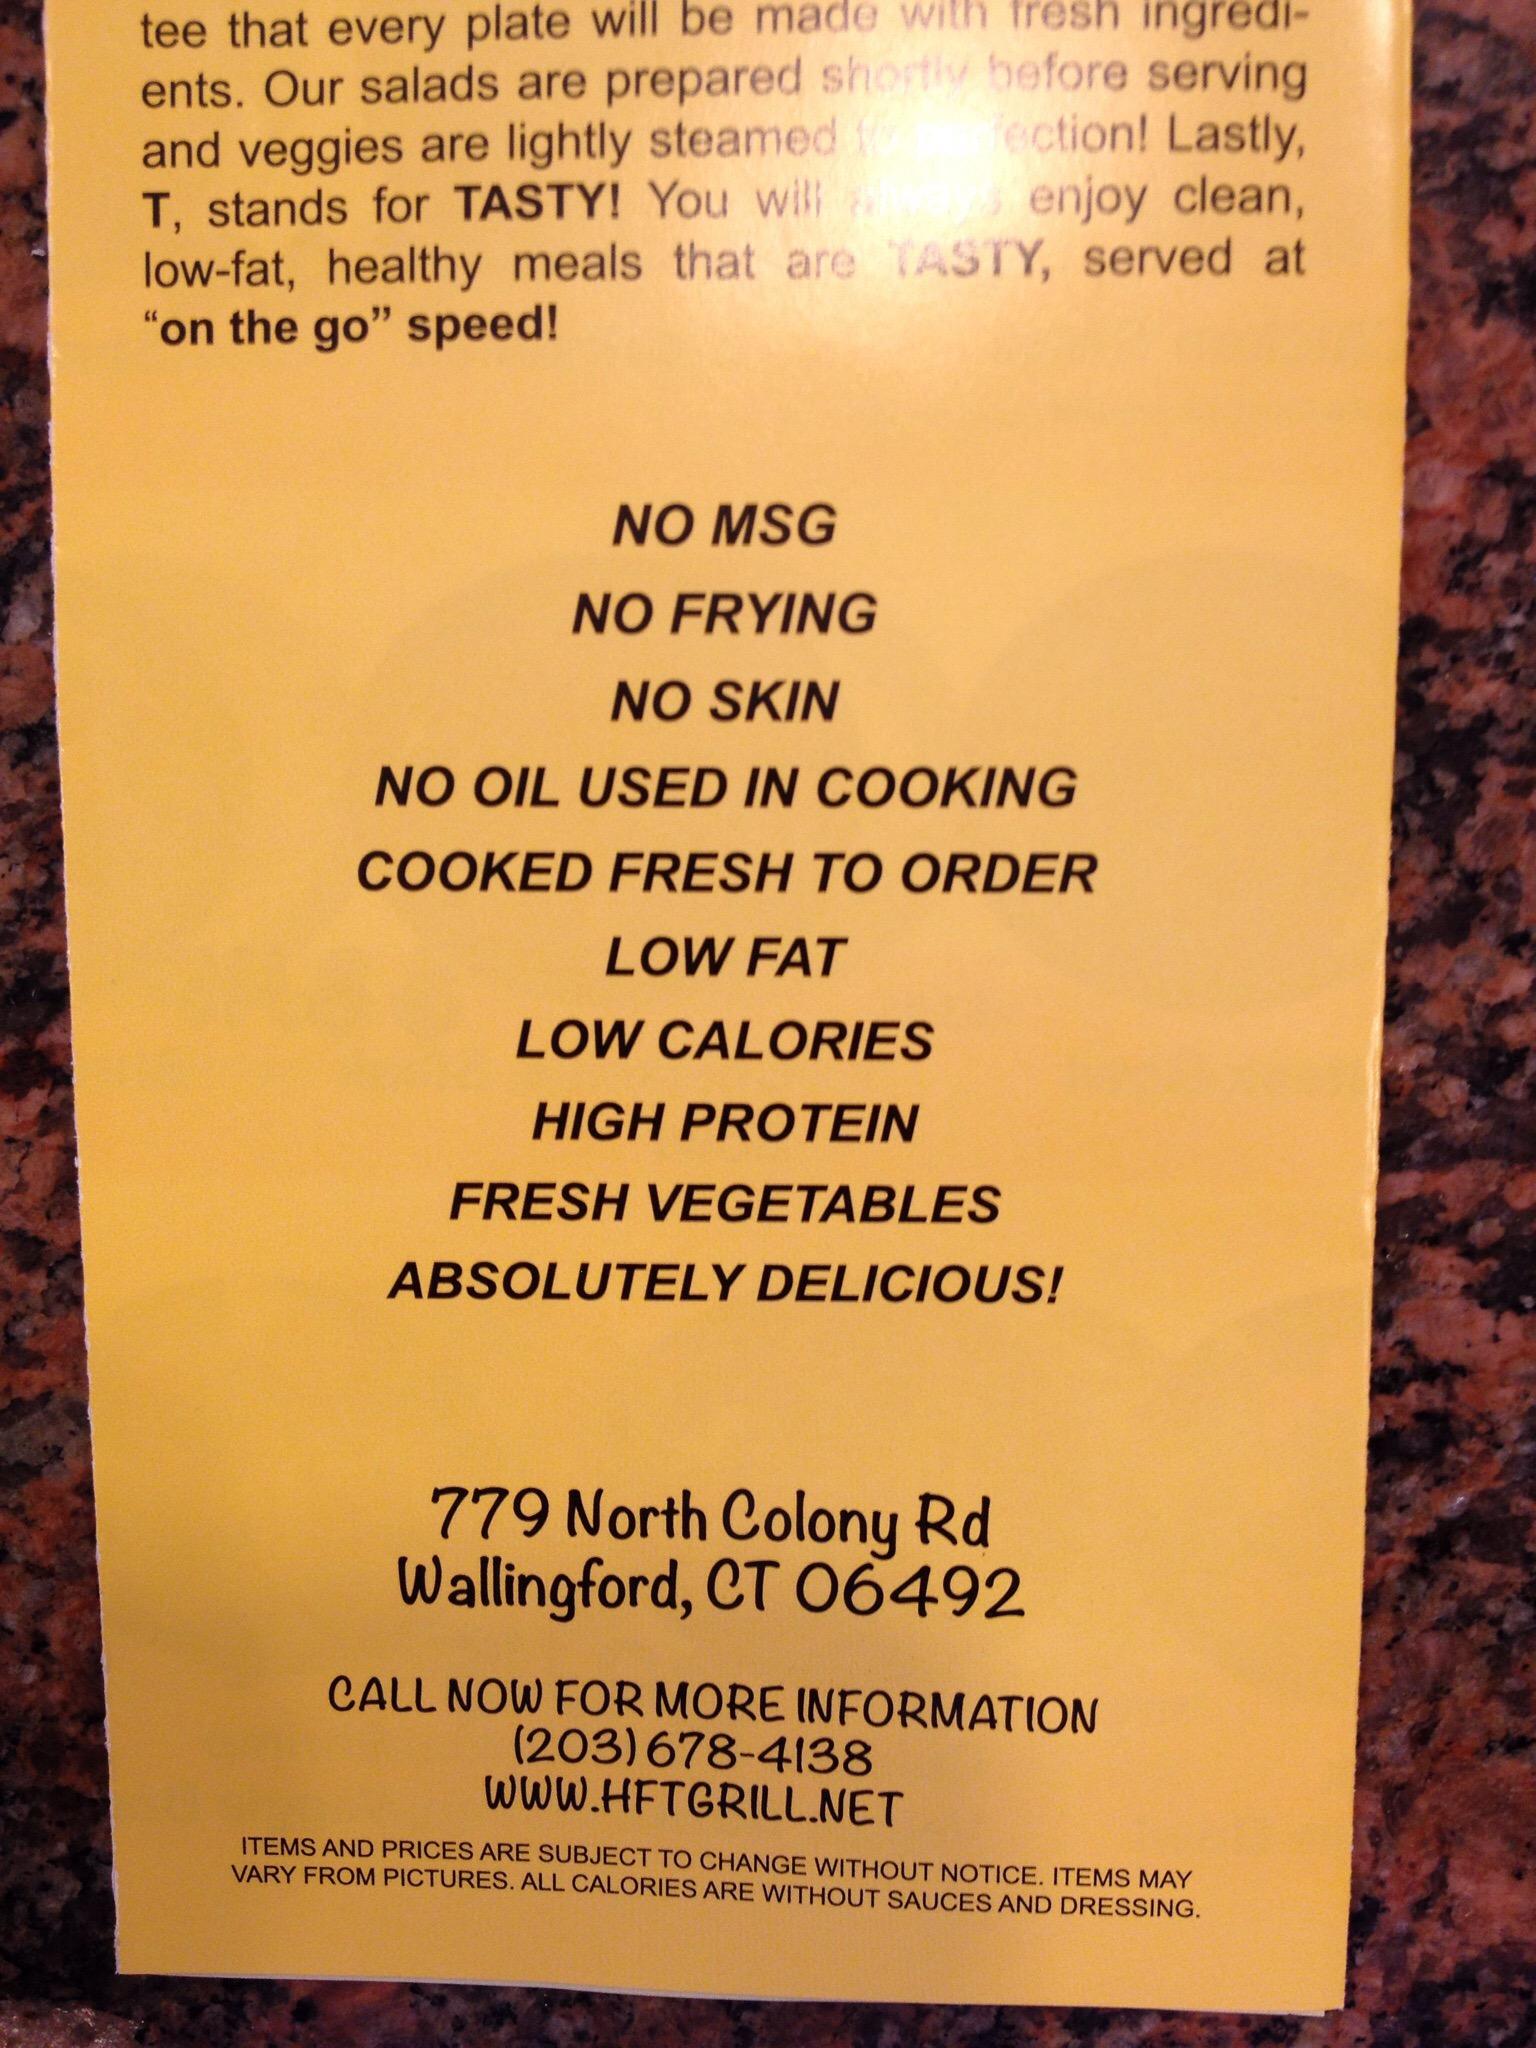 tee that every plate will be made with fresh ingredi-
ents. Our salads are prepared shortly before serving
and veggies are lightly steamed to perfection! Lastly,
T, stands for TASTY! You will always enjoy clean,
low-fat, healthy meals that are TASTY, served at
“on the go” speed!
NO MSG
NO FRYING
NO SKIN
NO OIL USED IN COOKING
COOKED FRESH TO ORDER
LOW FAT
LOW CALORIES
HIGH PROTEIN
FRESH VEGETABLES
ABSOLUTELY DELICIOUS!
779 North Colony Rd
Wallingford, CT 06492
CALL NOW FOR MORE INFORMATION
(203)678-4138
WWW.HFTGRILL.NET
ITEMS AND PRICES ARE SUBJECT TO CHANGE WITHOUT NOTICE. ITEMS MAY
VARY FROM PICTURES. ALL CALORIES ARE WITHOUT SAUCES AND DRESSING.